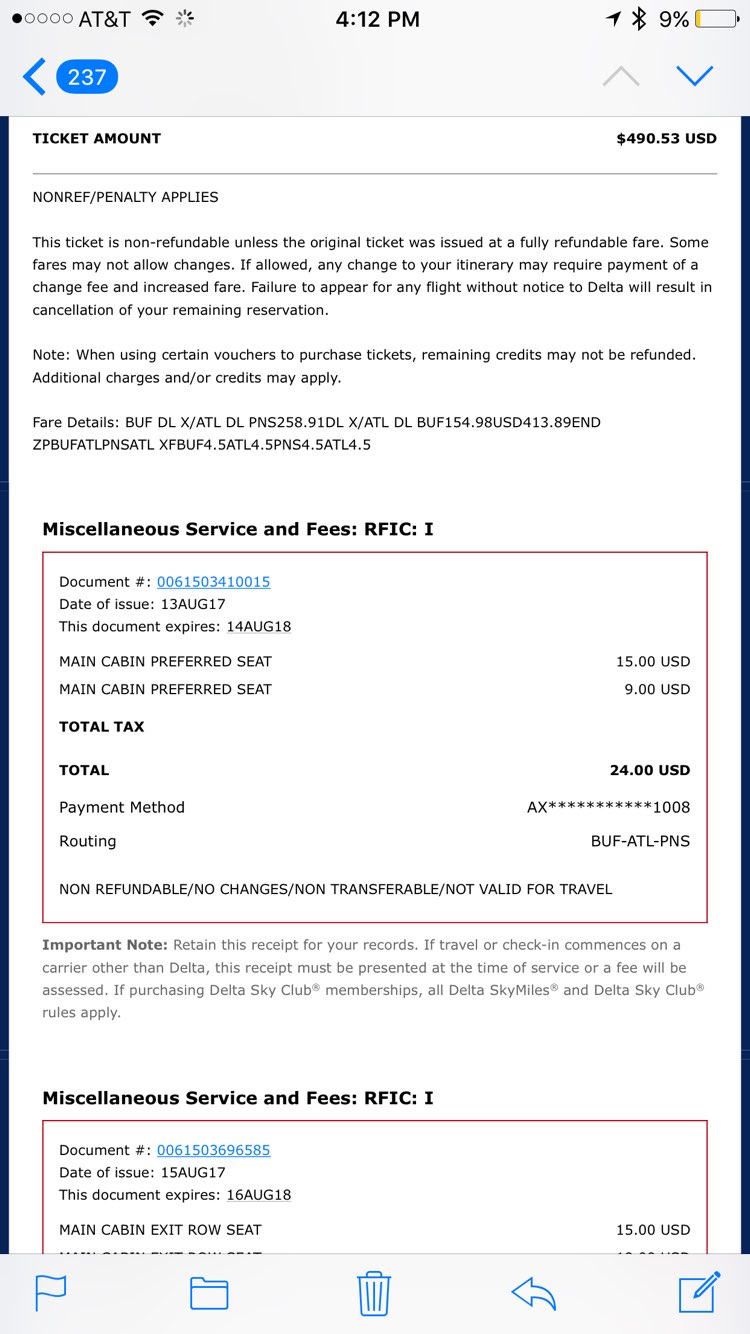 AT&T 4:12 PM 9%
237
TICKET AMOUNT $490.53 USD
NONREF/PENALTY APPLIES
This ticket is non-refundable unless the original ticket was issued at a fully refundable fare. Some
fares may not allow changes. If allowed, any change to your itinerary may require payment of a
change fee and increased fare. Failure to appear for any flight without notice to Delta will result in
cancellation of your remaining reservation.
Note: When using certain vouchers to purchase tickets, remaining credits may not be refunded.
Additional charges and/or credits may apply.
Fare Details: BUF DL X/ATL DL PNS258.91DL X/ATL DL BUF154.98USD413.89END
ZPBUFATLPNSATL XFBUF4.5ATL4.5PNS4.5ATL4.5
Miscellaneous Service and Fees: RFIC: I
Document #: 0061503410015
Date of issue: 13AUG17
This document expires: 14AUG18
MAIN CABIN PREFERRED SEAT 15.00 USD
MAIN CABIN PREFERRED SEAT 9.00 USD
TOTAL TAX
TOTAL 24.00 USD
Payment Method AX***********1008
Routing BUF-ATL-PNS
NON REFUNDABLE/NO CHANGES/NON TRANSFERABLE/NOT VALID FOR TRAVEL
Important Note: Retain this receipt for your records. If travel or check-in commences on a
carrier other than Delta, this receipt must be presented at the time of service or a fee will be
assessed. If purchasing Delta Sky Club® memberships, all Delta SkyMiles® and Delta Sky Club®
rules apply.
Miscellaneous Service and Fees: RFIC: I
Document #: 0061503696585
Date of issue: 15AUG17
This document expires: 16AUG18
MAIN CABIN EXIT ROW SEAT 15.00 USD
MAIN CABIN EXIT ROW SEAT